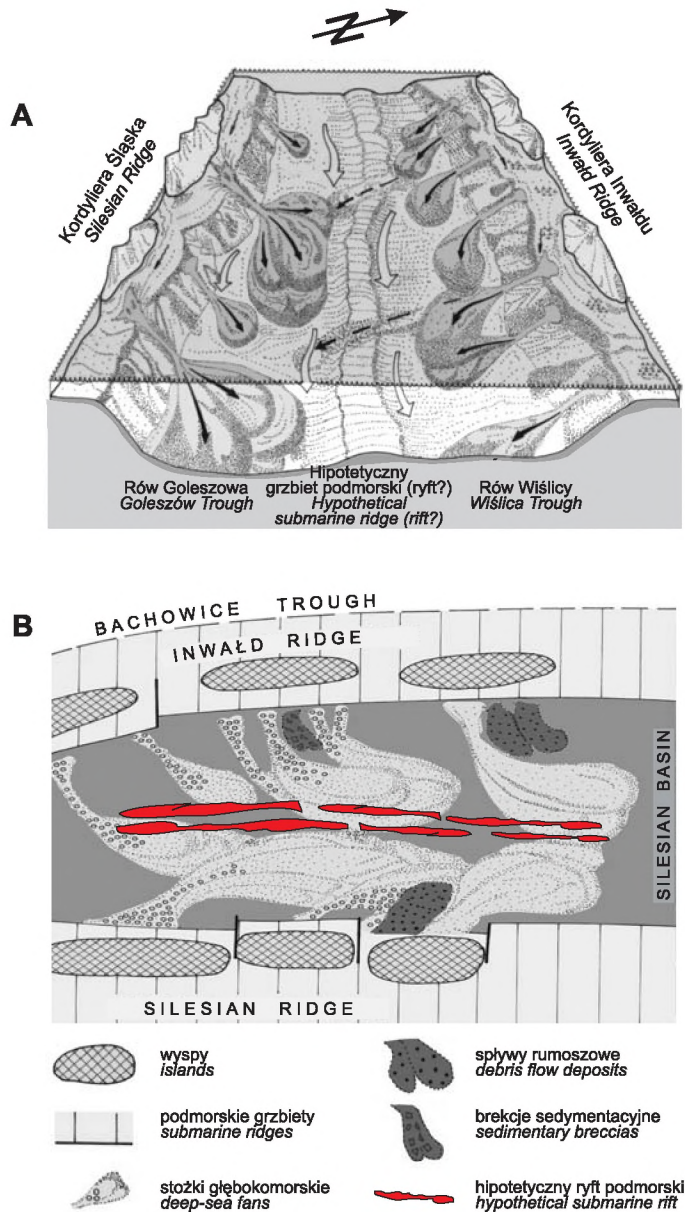 N
A
Kordyliera Śląska
Silesian Ridge
Kordyliera Inwałdu
Inwałd Ridge
Rów Goleszowa
Goleszów Trough
Hipotetyczny
grzbiet podmorski (ryft?)
Hypothetical
submarine ridge (rift?)
Rów Wiślicy
Wiślica Trough
B
BACHOWICE TROUGH
INWAŁD RIDGE
SILESIAN BASIN
SILESIAN RIDGE
wyspy
islands
podmorskie grzbiety
submarine ridges
stożki głębokomorskie
deep-sea fans
spływy rumoszowe
debris flow deposits
brekcje sedymentacyjne
sedimentary breccias
hipotetyczny ryft podmorski
hypothetical submarine rift